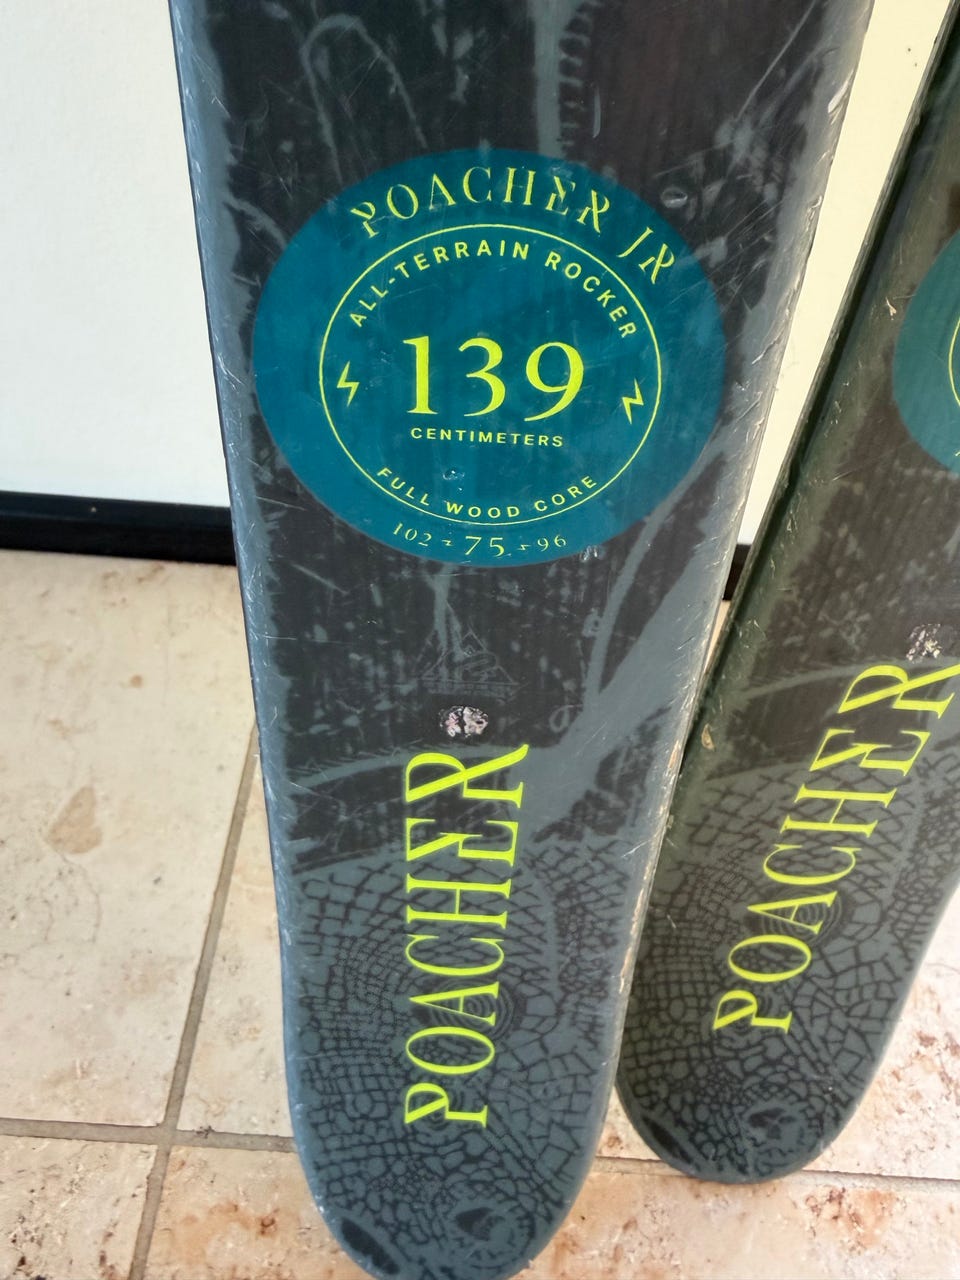 POACHER JR
ALL-TERRAIN ROCKER
139
CENTIMETERS
FULL WOOD CORE
102 - 75 - 96
POACHER
POACHER